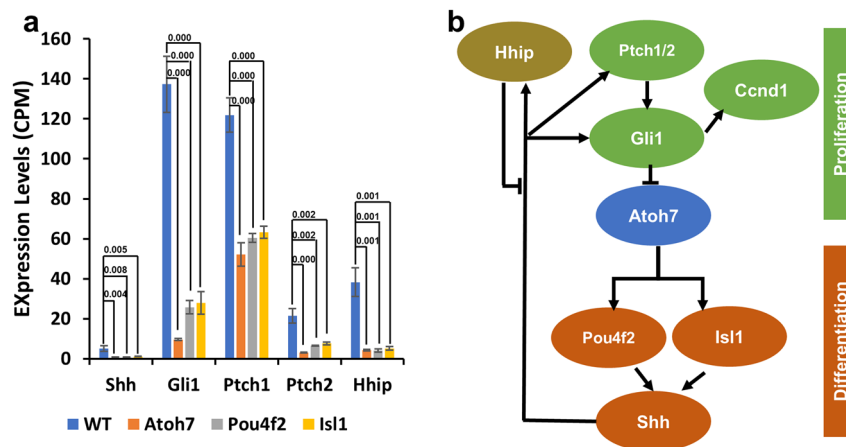 a
EXpression Levels (CPM)
160
140
120
100
80
60
40
20
0
0.005
0.008
0.004
0.000
0.000
0.000
0.000
0.000
0.000
0.002
0.002
0.000
0.001
0.001
0.001
Shh Gli1 Ptch1 Ptch2 Hhip
WT Atoh7 Pou4f2 Isl1
b
Hhip
Ptch1/2
Ccnd1
Gli1
Atoh7
Pou4f2
Isl1
Shh
Proliferation
Differentiation